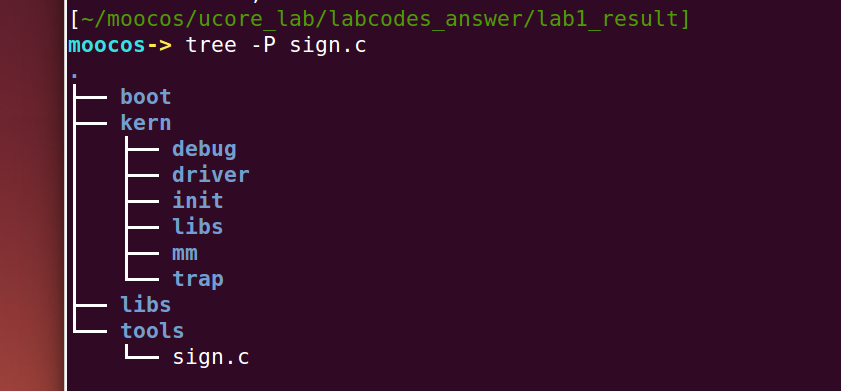 [~/moocos/ucore_lab/labcodes_answer/lab1_result]
moocos-> tree -P sign.c
.
├── boot
├── kern
│   ├── debug
│   ├── driver
│   ├── init
│   ├── libs
│   ├── mm
│   └── trap
├── libs
└── tools
    └── sign.c